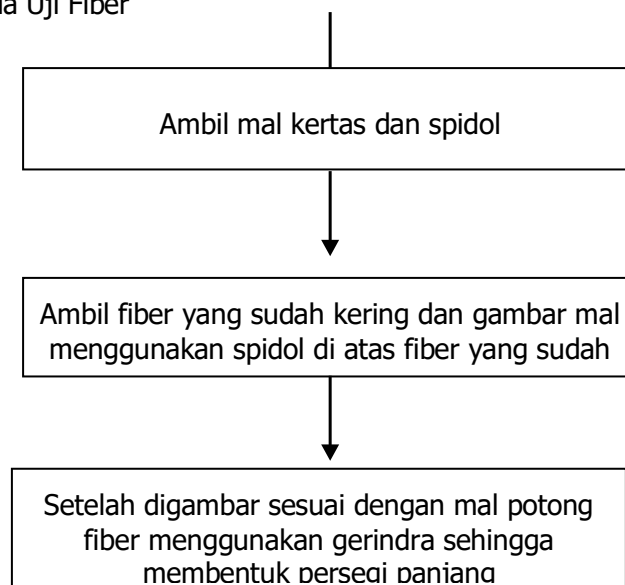 Uji Fiber
Ambil mal kertas dan spidol
Ambil fiber yang sudah kering dan gambar mal
menggunakan spidol di atas fiber yang sudah
Setelah digambar sesuai dengan mal potong
fiber menggunakan gerindra sehingga
membentuk persegi panjang